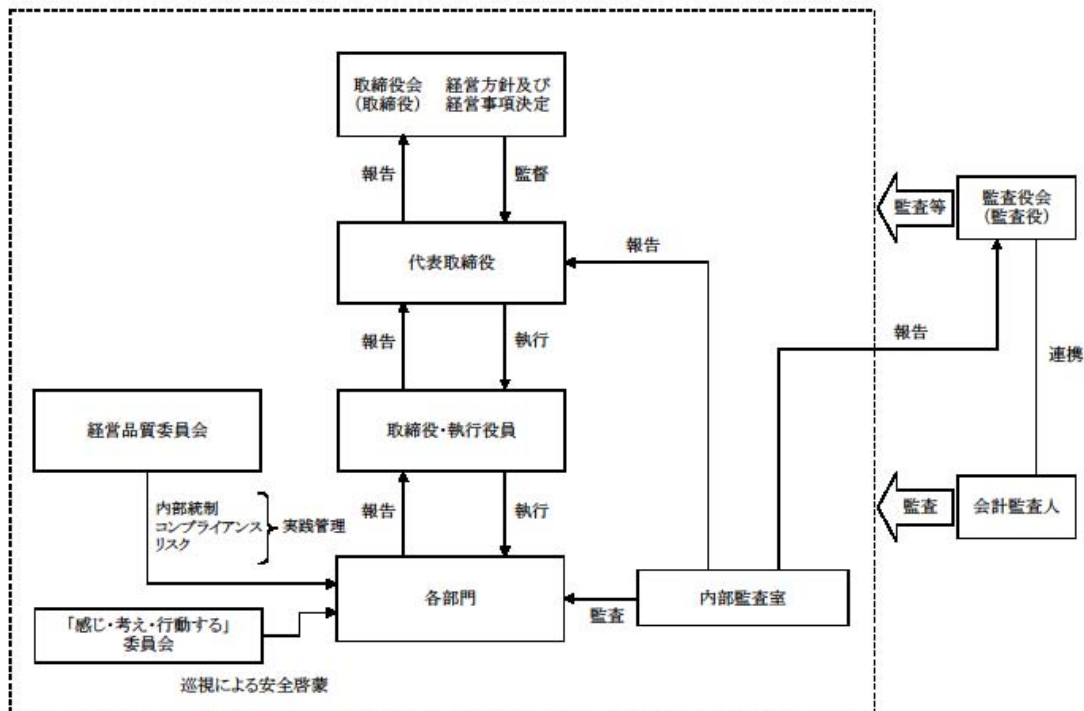 取締役会 経営方針及び
(取締役) 経営事項決定
報告
監督
監査等
監査役会
(監査役)
代表取締役
報告
報告
執行
報告
連携
経営品質委員会
取締役・執行役員
内部統制
コンプライアンス
リスク
実践管理
報告
執行
監査
会計監査人
各部門
監査
内部監査室
「感じ・考え・行動する」
委員会
巡視による安全啓蒙